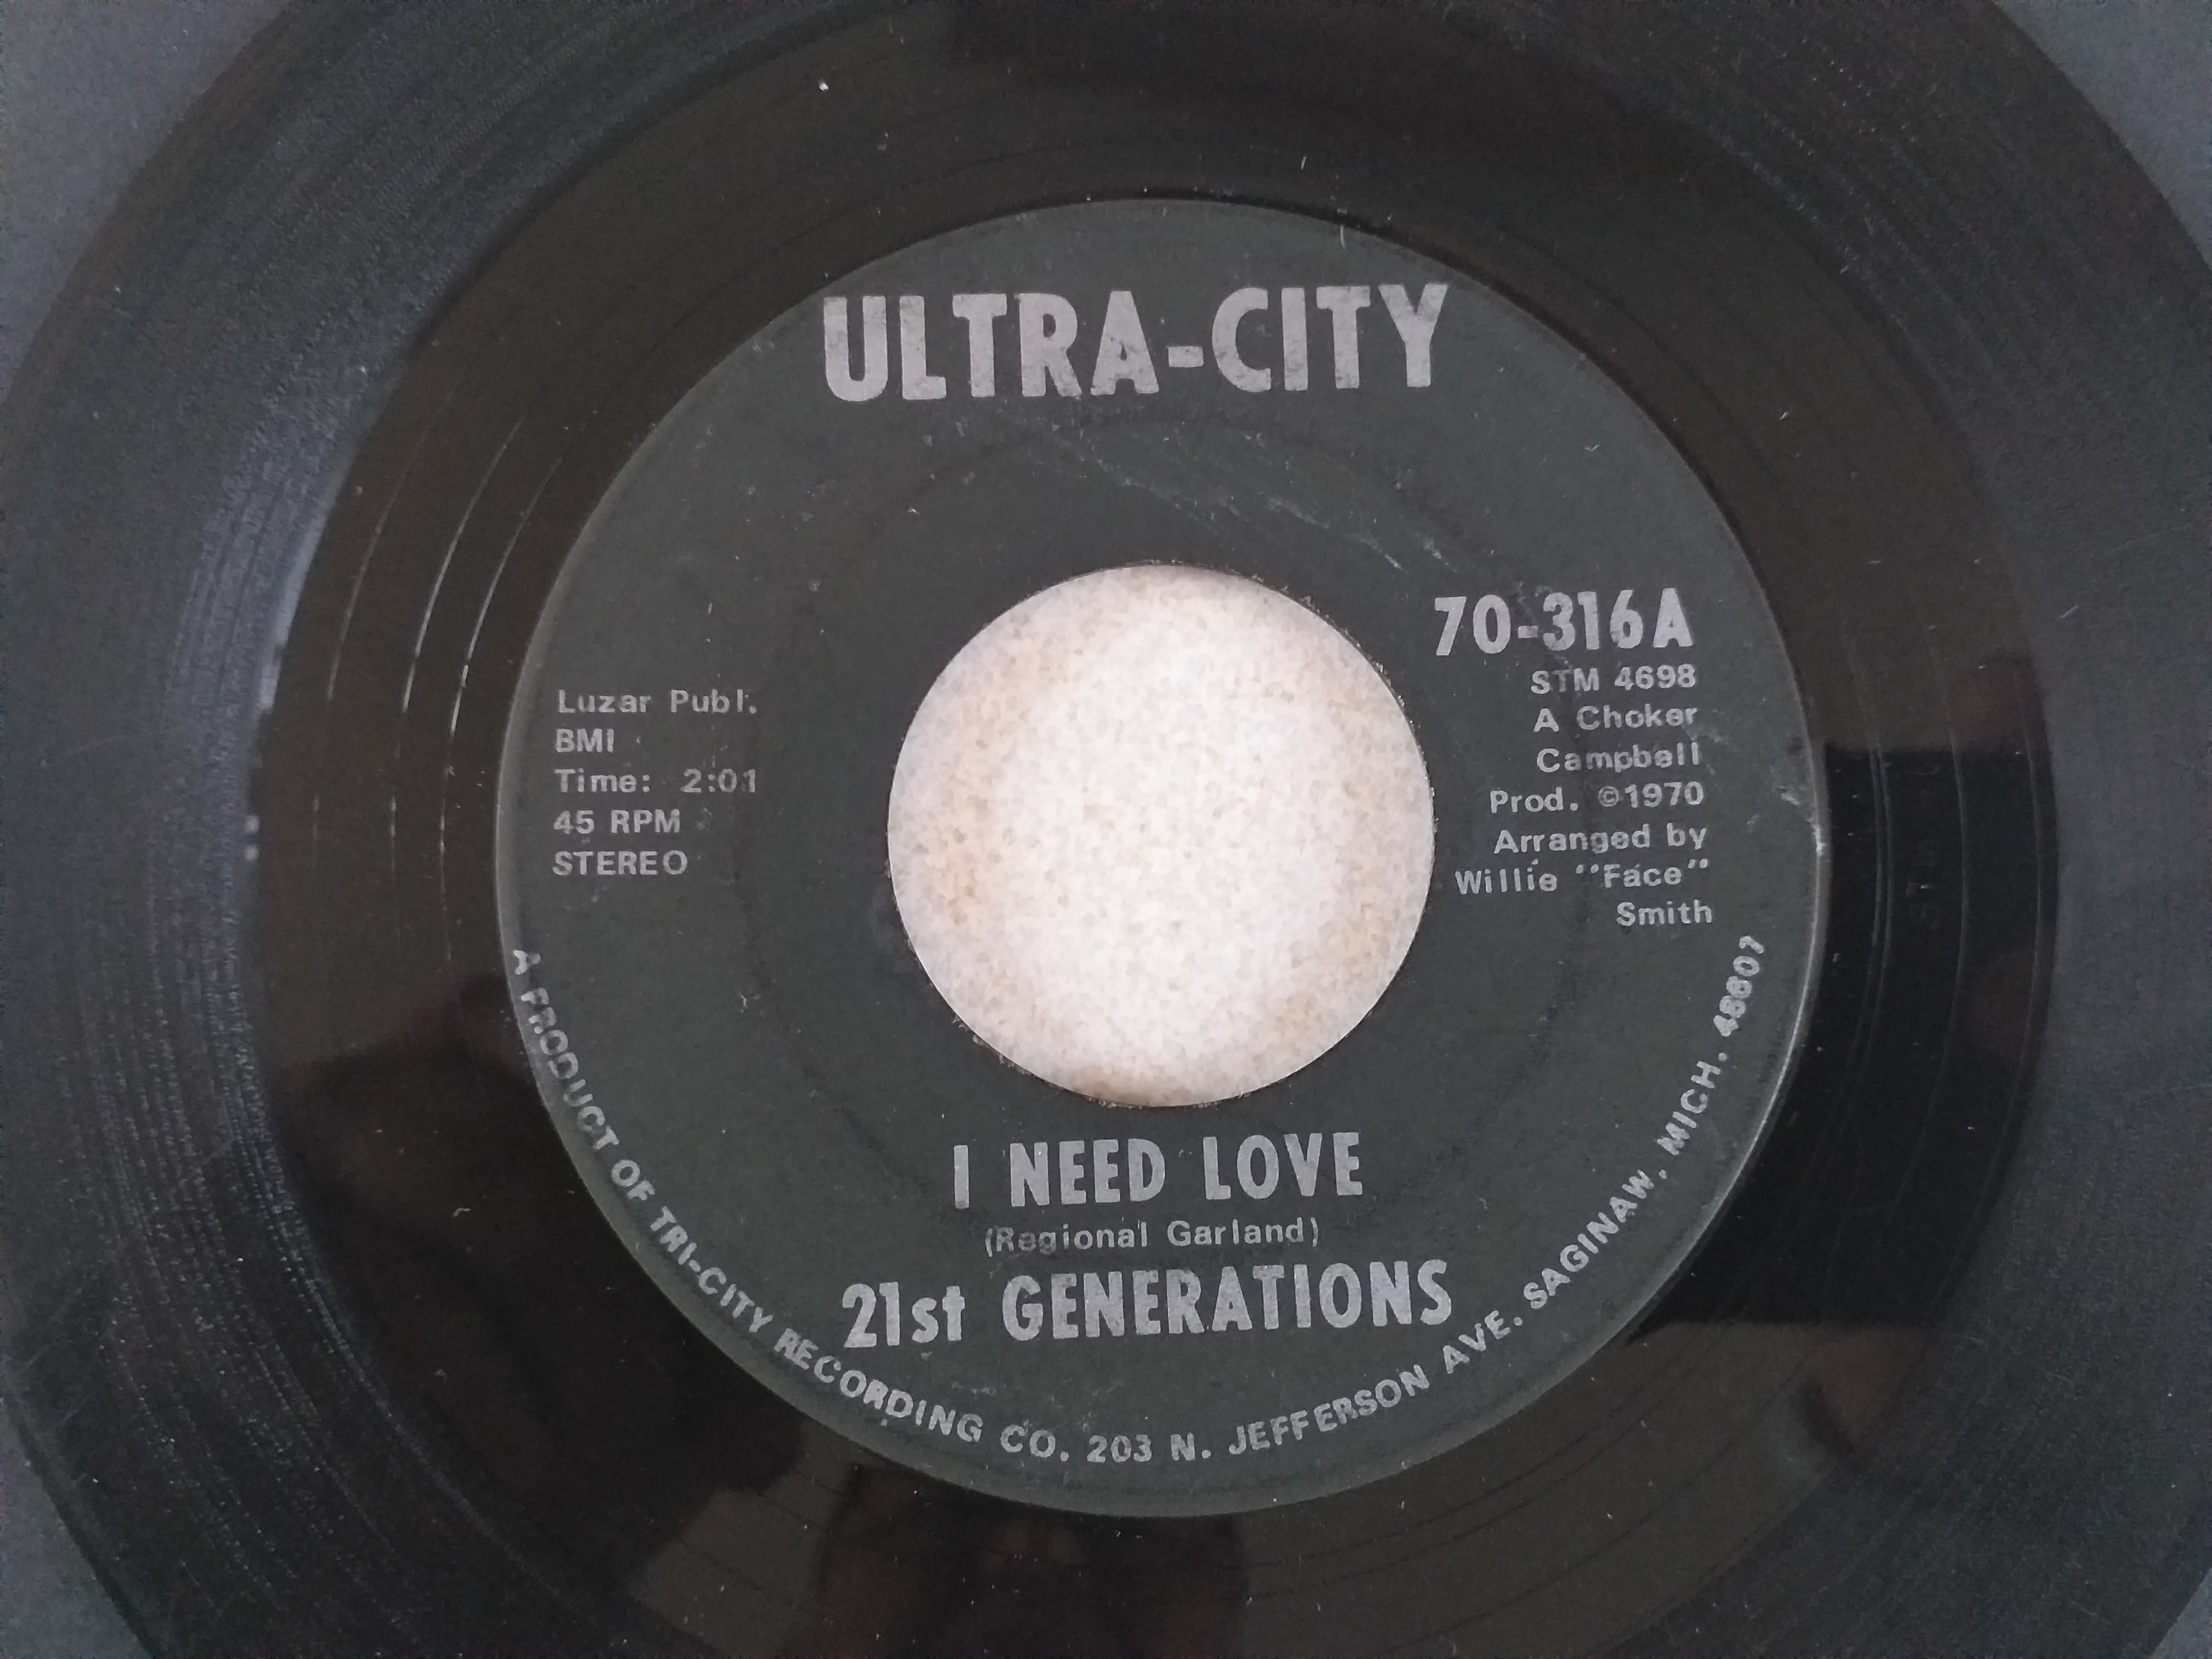 ULTRA-CITY
70-316A
STM 4698
A Choker
Campbell
Prod. ©1970
Arranged by
Willie "Face"
Smith
Luzar Publ.
BMI
Time: 2:01
45 RPM
STEREO
I NEED LOVE
(Regional Garland)
21st GENERATIONS
A PRODUCT OF TRI-CITY RECORDING CO. 203 N. JEFFERSON AVE. SAGINAW, MICH. 48607